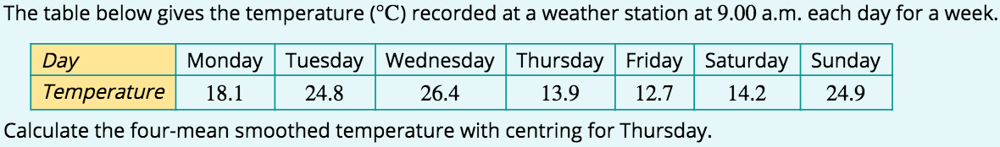 The table below gives the temperature (°C) recorded at a weather station at 9.00 a.m. each day for a week.
Day Monday Tuesday Wednesday Thursday Friday Saturday Sunday
Temperature 18.1 24.8 26.4 13.9 12.7 14.2 24.9
Calculate the four-mean smoothed temperature with centring for Thursday.